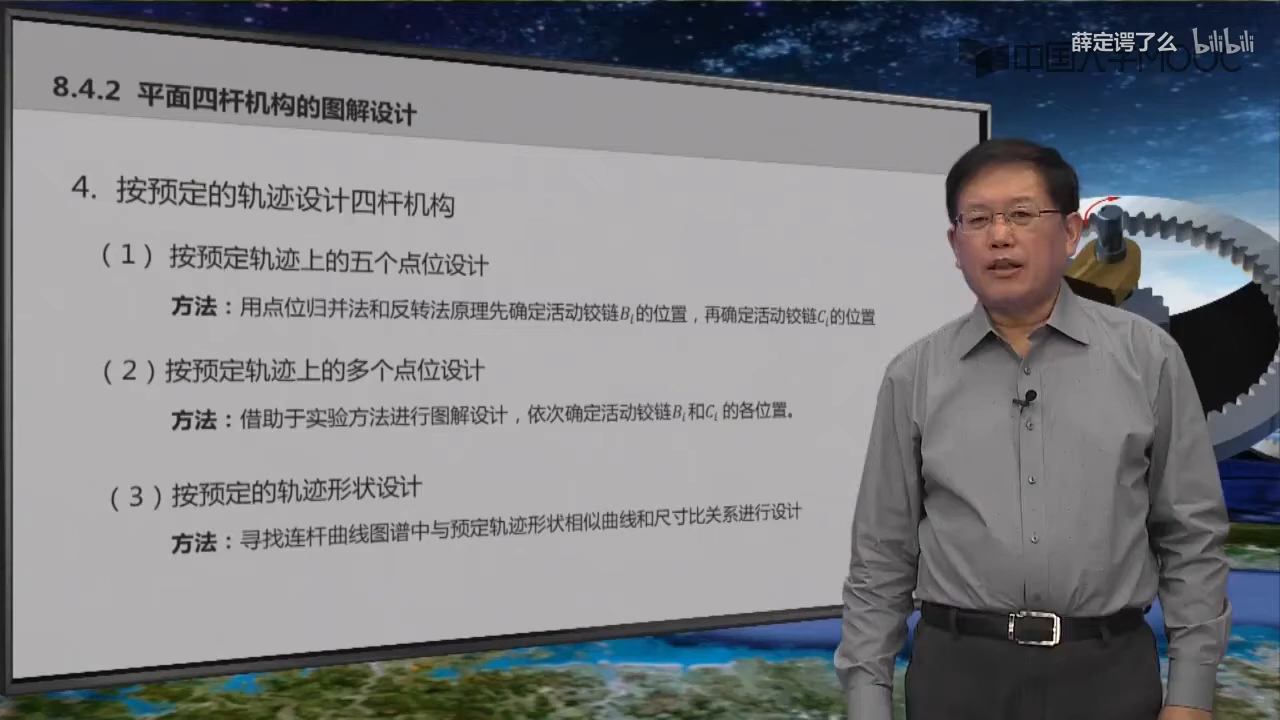 薛定谔了么 bilibili
中国大学MOOC
8.4.2 平面四杆机构的图解设计
4. 按预定的轨迹设计四杆机构
（1）按预定轨迹上的五个点位设计
方法：用点位归并法和反转法原理先确定活动铰链Bᵢ的位置，再确定活动铰链Cᵢ的位置
（2）按预定轨迹上的多个点位设计
方法：借助于实验方法进行图解设计，依次确定活动铰链Bᵢ和Cᵢ 的各位置。
（3）按预定的轨迹形状设计
方法：寻找连杆曲线图谱中与预定轨迹形状相似曲线和尺寸比关系进行设计